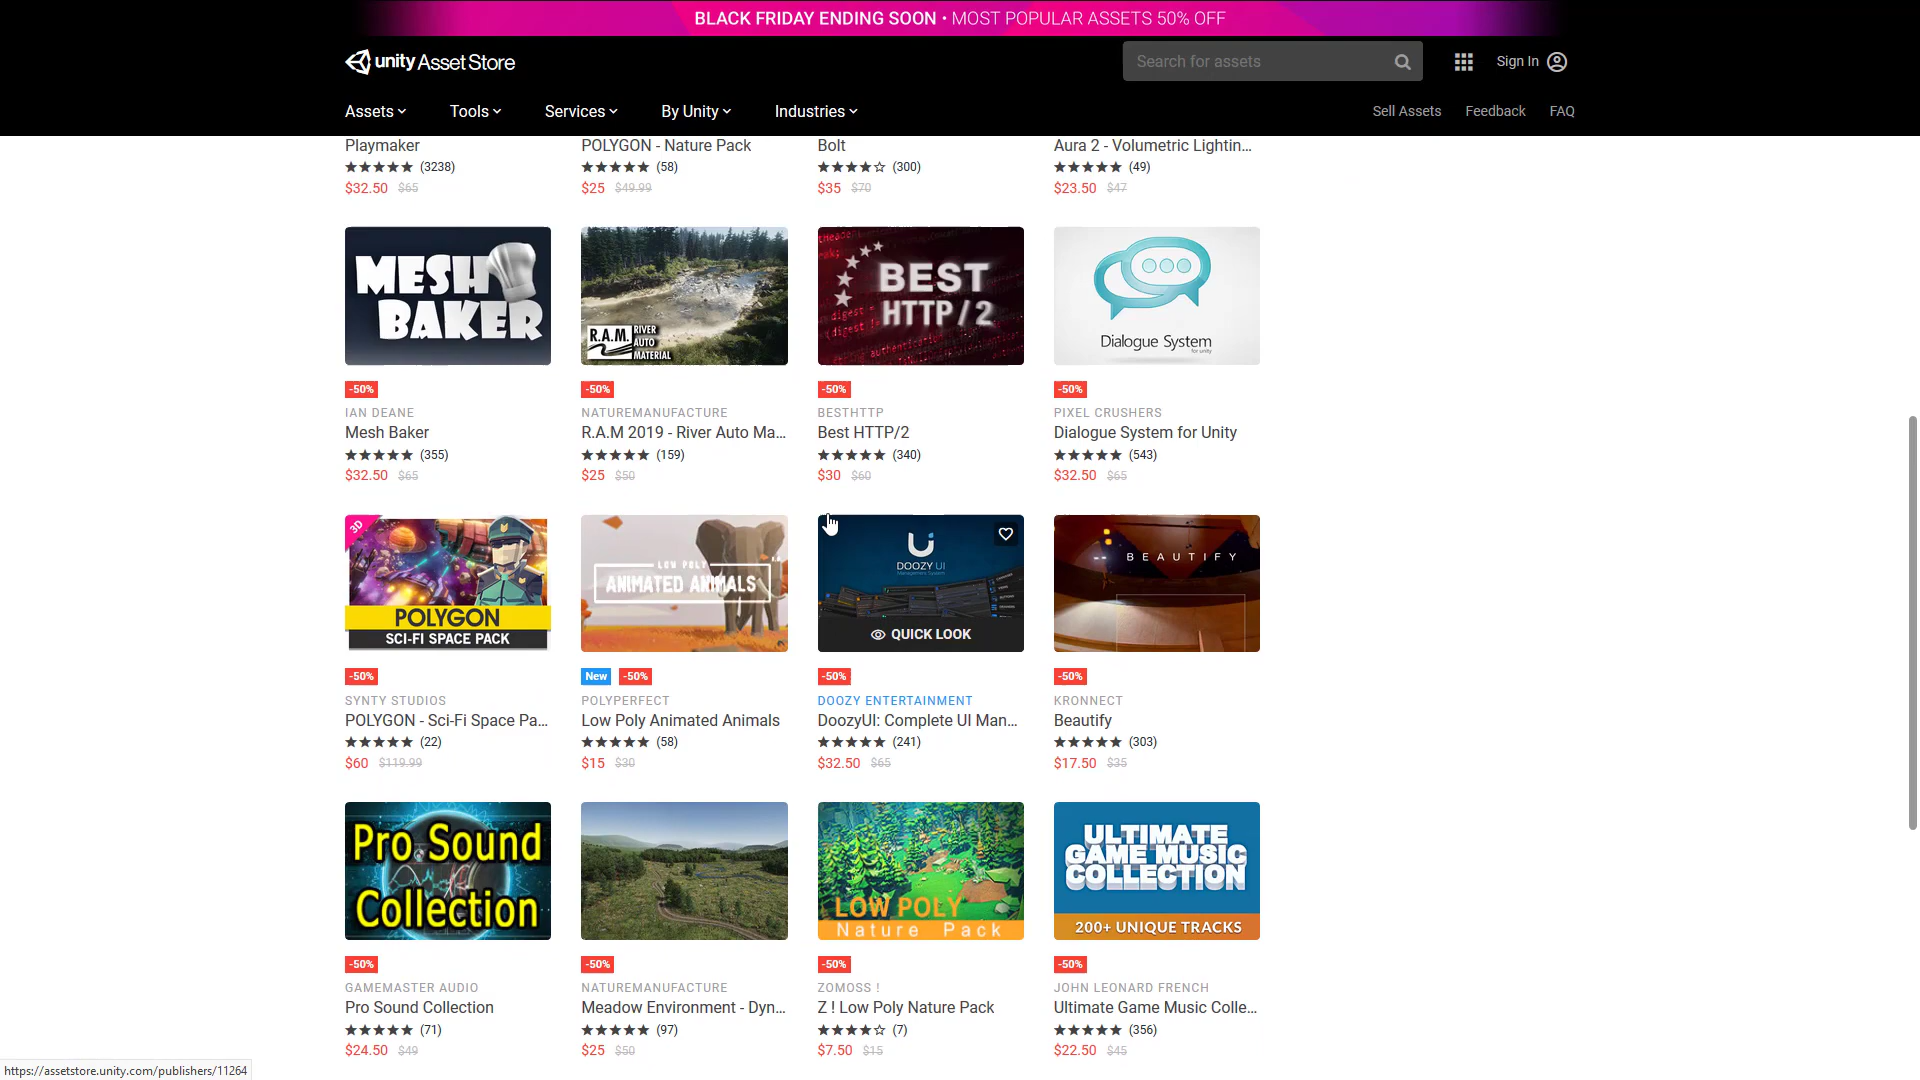 BLACK FRIDAY ENDING SOON • MOST POPULAR ASSETS 50% OFF
unity Asset Store
Search for assets
Sign In
Assets
Tools
Services
By Unity
Industries
Sell Assets
Feedback
FAQ
Playmaker
(3238)
$32.50 $65
POLYGON - Nature Pack
(58)
$25 $49.99
Bolt
(300)
$35 $70
Aura 2 - Volumetric Lightin...
(49)
$23.50 $47
MESH
BAKER
-50%
IAN DEANE
Mesh Baker
(355)
$32.50 $65
R.A.M. RIVER
AUTO
MATERIAL
-50%
NATUREMANUFACTURE
R.A.M 2019 - River Auto Ma...
(159)
$25 $50
BEST
HTTP/2
-50%
BESTHTTP
Best HTTP/2
(340)
$30 $60
Dialogue System
for unity
-50%
PIXEL CRUSHERS
Dialogue System for Unity
(543)
$32.50 $65
3D
POLYGON
SCI-FI SPACE PACK
-50%
SYNTY STUDIOS
POLYGON - Sci-Fi Space Pa...
(22)
$60 $119.99
LOW POLY
ANIMATED ANIMALS
New -50%
POLYPERFECT
Low Poly Animated Animals
(58)
$15 $30
DOOZY UI
Management System
QUICK LOOK
-50%
DOOZY ENTERTAINMENT
DoozyUI: Complete UI Man...
(241)
$32.50 $65
BEAUTIFY
-50%
KRONNECT
Beautify
(303)
$17.50 $35
Pro Sound
Collection
-50%
GAMEMASTER AUDIO
Pro Sound Collection
(71)
$24.50 $49
-50%
NATUREMANUFACTURE
Meadow Environment - Dyn...
(97)
$25 $50
LOW POLY
Nature Pack
-50%
ZOMOSS !
Z ! Low Poly Nature Pack
(7)
$7.50 $15
ULTIMATE
GAME MUSIC
COLLECTION
200+ UNIQUE TRACKS
-50%
JOHN LEONARD FRENCH
Ultimate Game Music Colle...
(356)
$22.50 $45
https://assetstore.unity.com/publishers/11264